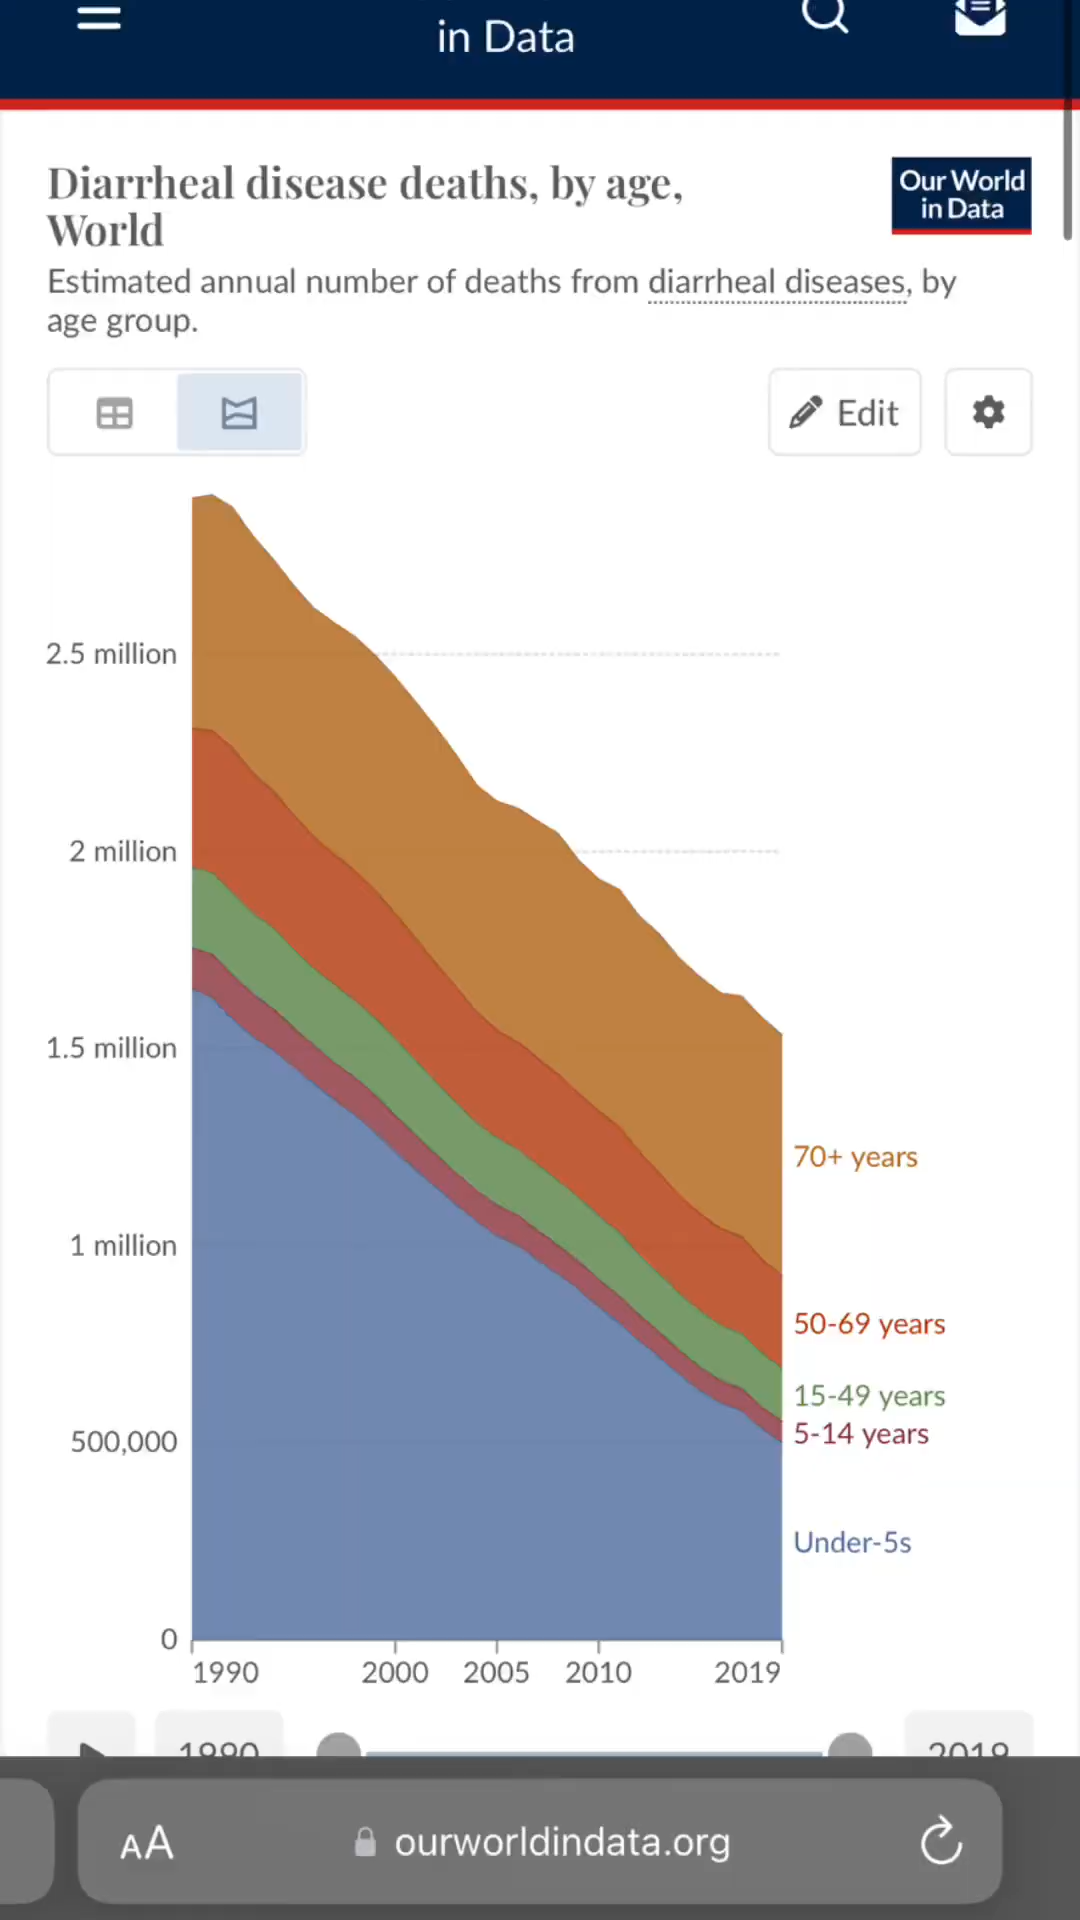 in Data
Diarrheal disease deaths, by age,
World
Our World
in Data
Estimated annual number of deaths from diarrheal diseases, by
age group.
Edit
2.5 million
2 million
1.5 million
1 million
500,000
0
70+ years
50-69 years
15-49 years
5-14 years
Under-5s
1990 2000 2005 2010 2019
1990 2019
AA ourworldindata.org